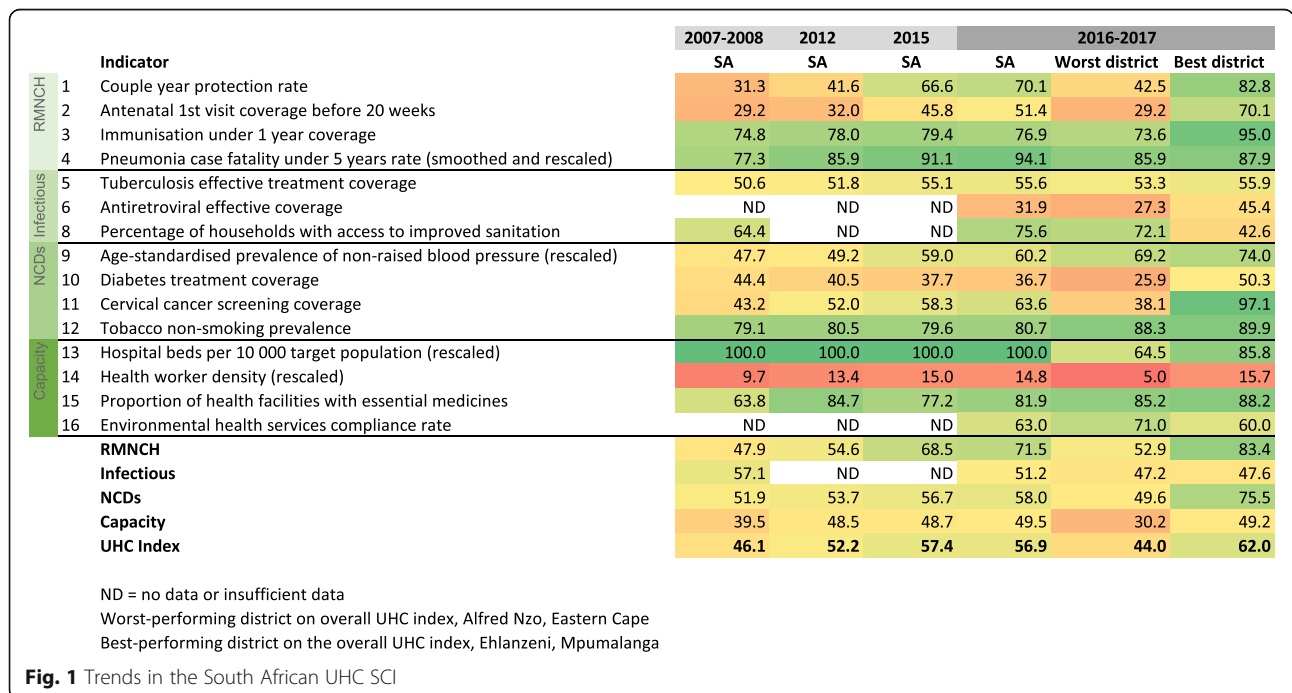 2007-2008 2012 2015 2016-2017
Indicator SA SA SA SA Worst district Best district
RMNCH
1 Couple year protection rate 31.3 41.6 66.6 70.1 42.5 82.8
2 Antenatal 1st visit coverage before 20 weeks 29.2 32.0 45.8 51.4 29.2 70.1
3 Immunisation under 1 year coverage 74.8 78.0 79.4 76.9 73.6 95.0
4 Pneumonia case fatality under 5 years rate (smoothed and rescaled) 77.3 85.9 91.1 94.1 85.9 87.9
Infectious
5 Tuberculosis effective treatment coverage 50.6 51.8 55.1 55.6 53.3 55.9
6 Antiretroviral effective coverage ND ND ND 31.9 27.3 45.4
8 Percentage of households with access to improved sanitation 64.4 ND ND 75.6 72.1 42.6
NCDs
9 Age-standardised prevalence of non-raised blood pressure (rescaled) 47.7 49.2 59.0 60.2 69.2 74.0
10 Diabetes treatment coverage 44.4 40.5 37.7 36.7 25.9 50.3
11 Cervical cancer screening coverage 43.2 52.0 58.3 63.6 38.1 97.1
12 Tobacco non-smoking prevalence 79.1 80.5 79.6 80.7 88.3 89.9
Capacity
13 Hospital beds per 10 000 target population (rescaled) 100.0 100.0 100.0 100.0 64.5 85.8
14 Health worker density (rescaled) 9.7 13.4 15.0 14.8 5.0 15.7
15 Proportion of health facilities with essential medicines 63.8 84.7 77.2 81.9 85.2 88.2
16 Environmental health services compliance rate ND ND ND 63.0 71.0 60.0
RMNCH 47.9 54.6 68.5 71.5 52.9 83.4
Infectious 57.1 ND ND 51.2 47.2 47.6
NCDs 51.9 53.7 56.7 58.0 49.6 75.5
Capacity 39.5 48.5 48.7 49.5 30.2 49.2
UHC Index 46.1 52.2 57.4 56.9 44.0 62.0
ND = no data or insufficient data
Worst-performing district on overall UHC index, Alfred Nzo, Eastern Cape
Best-performing district on the overall UHC index, Ehlanzeni, Mpumalanga
Fig. 1 Trends in the South African UHC SCI